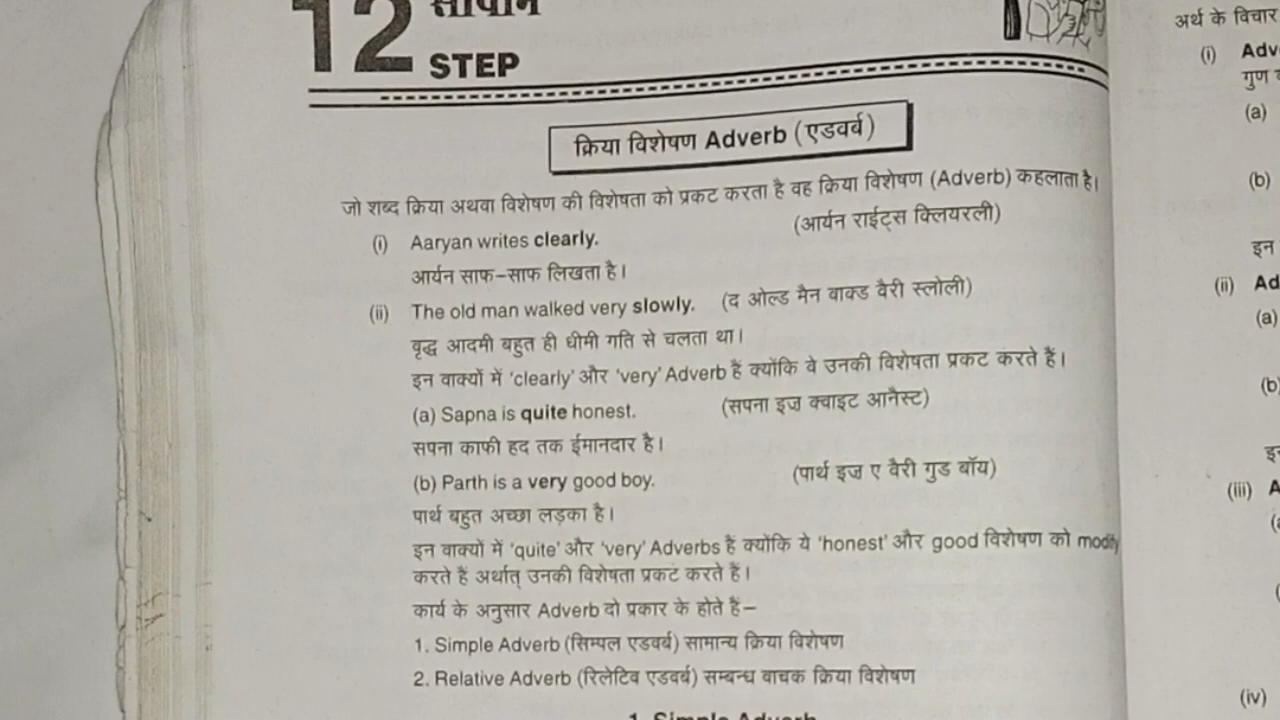 12 सोपान
STEP
क्रिया विशेषण Adverb (एडवर्ब)
जो शब्द क्रिया अथवा विशेषण की विशेषता को प्रकट करता है वह क्रिया विशेषण (Adverb) कहलाता है।
(i) Aaryan writes clearly. (आर्यन राईट्स क्लियरली)
आर्यन साफ-साफ लिखता है।
(ii) The old man walked very slowly. (द ओल्ड मैन वाक्ड वैरी स्लोली)
वृद्ध आदमी बहुत ही धीमी गति से चलता था।
इन वाक्यों में 'clearly' और 'very' Adverb हैं क्योंकि वे उनकी विशेषता प्रकट करते हैं।
(a) Sapna is quite honest. (सपना इज क्वाइट आनैस्ट)
सपना काफी हद तक ईमानदार है।
(b) Parth is a very good boy. (पार्थ इज ए वैरी गुड बॉय)
पार्थ बहुत अच्छा लड़का है।
इन वाक्यों में 'quite' और 'very' Adverbs हैं क्योंकि ये 'honest' और good विशेषण को modify
करते हैं अर्थात् उनकी विशेषता प्रकट करते हैं।
कार्य के अनुसार Adverb दो प्रकार के होते हैं–
1. Simple Adverb (सिम्पल एडवर्ब) सामान्य क्रिया विशेषण
2. Relative Adverb (रिलेटिव एडवर्ब) सम्बन्ध वाचक क्रिया विशेषण
1. Simple Adverb
अर्थ के विचार
(i) Adv
गुण
(a)
(b)
इन
(ii) Ad
(a)
(b)
(iii) A
(iv)